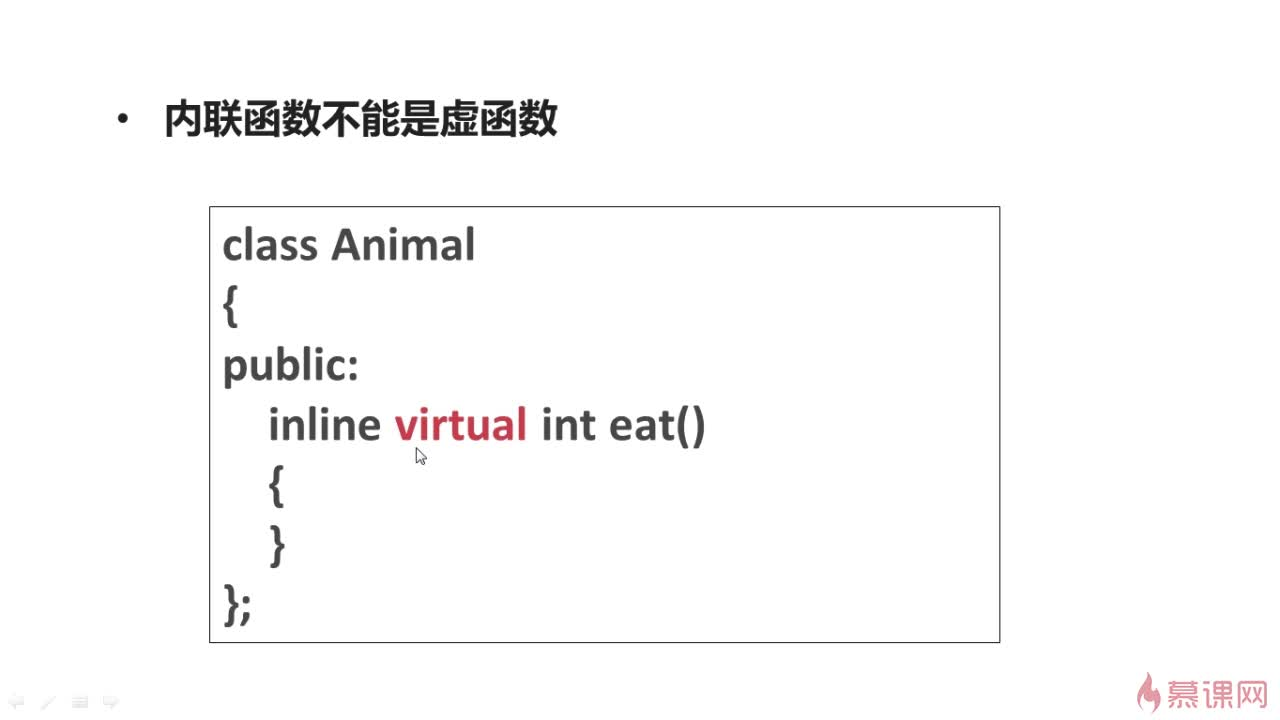 • 内联函数不能是虚函数
class Animal
{
public:
inline virtual int eat()
{
}
};
慕课网